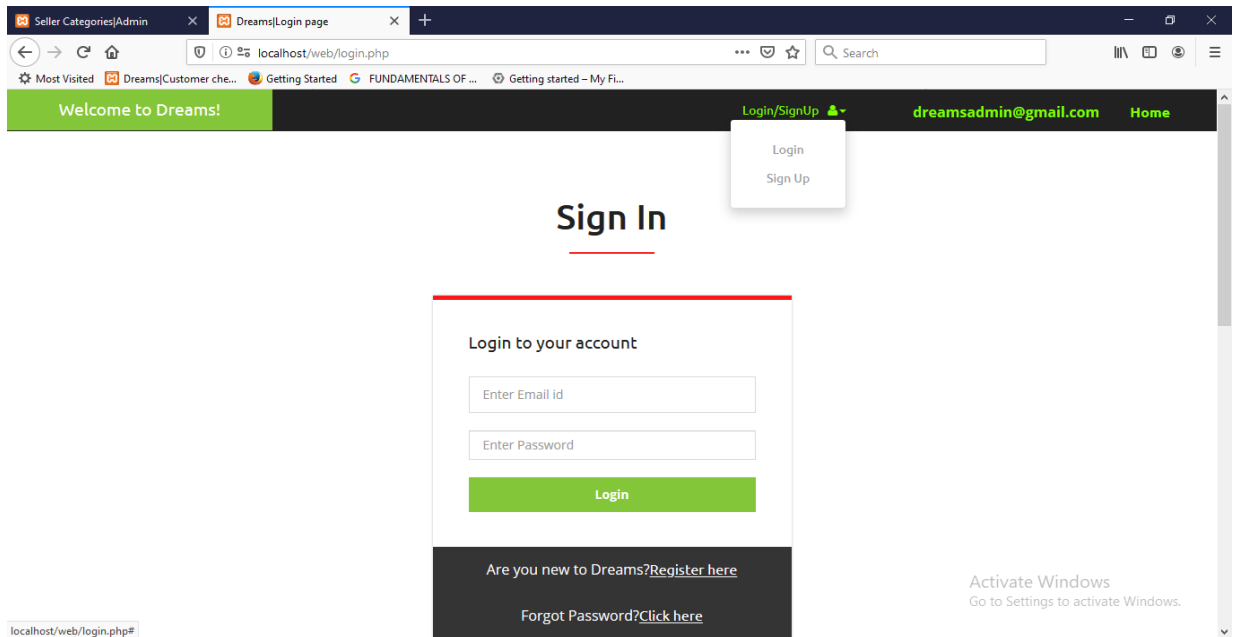 Seller Categories|Admin
Dreams|Login page
localhost/web/login.php
Search
Most Visited
Dreams|Customer che...
Getting Started
FUNDAMENTALS OF ...
Getting started – My Fi...
Welcome to Dreams!
Login/SignUp
dreamsadmin@gmail.com
Home
Login
Sign Up
Sign In
Login to your account
Enter Email id
Enter Password
Login
Are you new to Dreams?Register here
Forgot Password?Click here
Activate Windows
Go to Settings to activate Windows.
localhost/web/login.php#